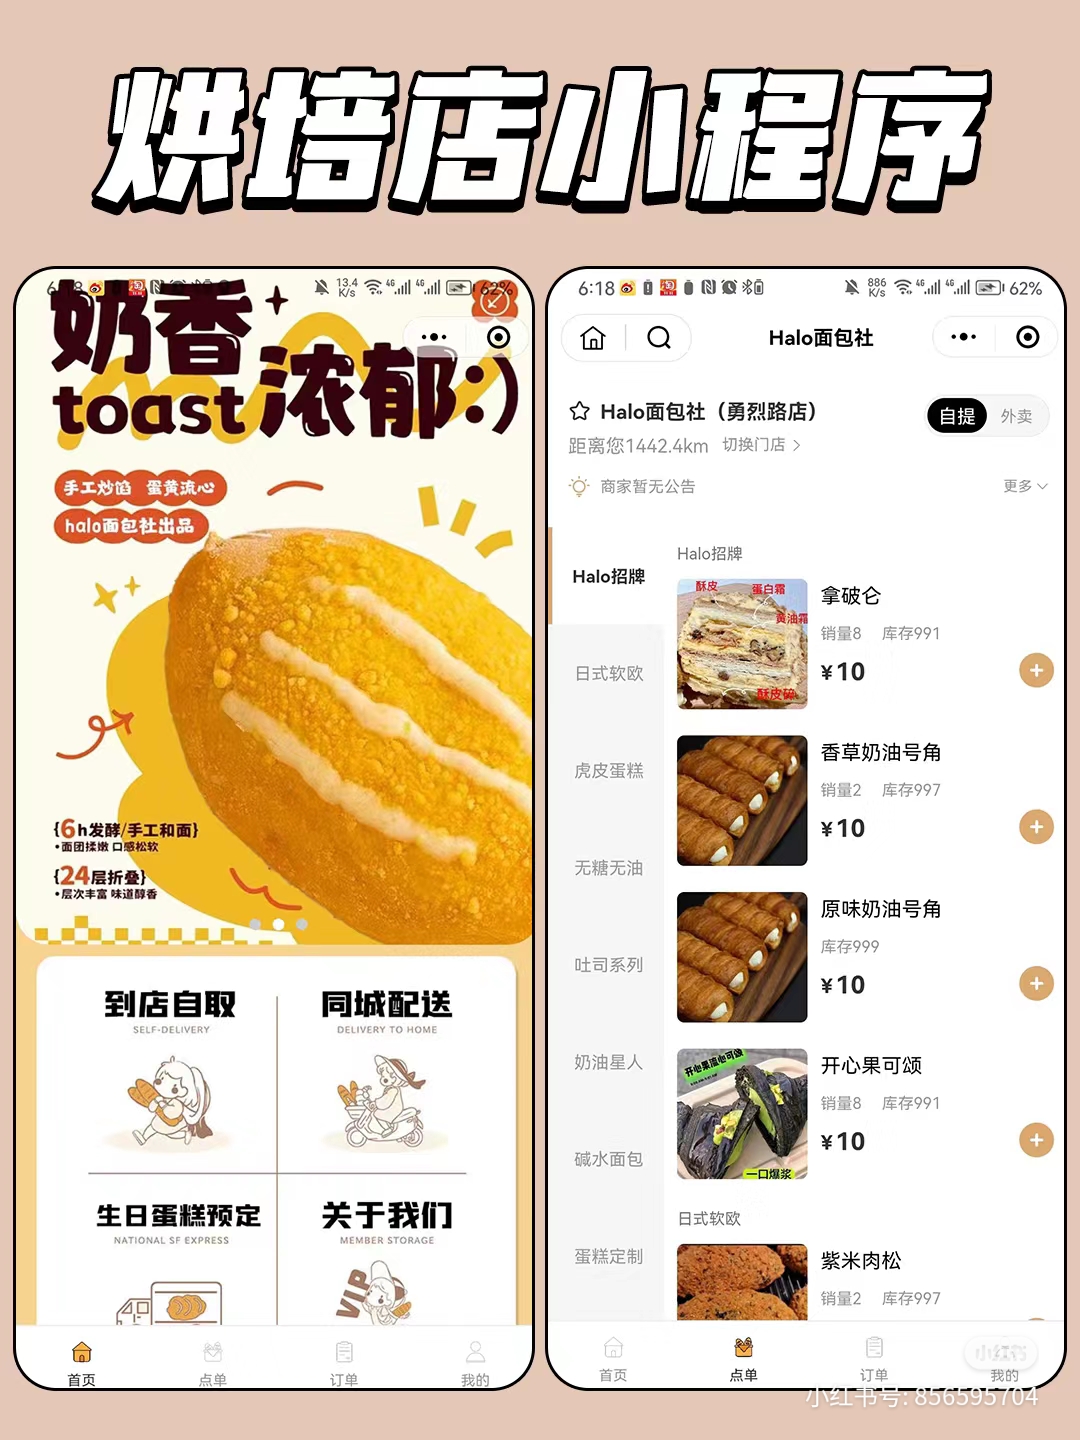 烘培店小程序
13.4
K/s
4G
4G
62%
奶香
toast浓郁:)
手工炒馅 蛋黄流心
halo面包社出品
{6h发酵/手工和面}
•面团揉嫩 口感松软
{24层折叠}
•层次丰富 味道醇香
到店自取
SELF-DELIVERY
同城配送
DELIVERY TO HOME
生日蛋糕预定
NATIONAL SF EXPRESS
关于我们
MEMBER STORAGE
VIP
首页
点单
订单
我的
6:18
886
K/s
4G
4G
62%
Halo面包社
Halo面包社（勇烈路店）
自提
外卖
距离您1442.4km
切换门店
商家暂无公告
更多
Halo招牌
日式软欧
虎皮蛋糕
无糖无油
吐司系列
奶油星人
碱水面包
蛋糕定制
Halo招牌
酥皮
蛋白霜
黄油霜
酥皮碎
拿破仑
销量8 库存991
¥10
香草奶油号角
销量2 库存997
¥10
原味奶油号角
库存999
¥10
开心果流心可颂
一口爆浆
开心果可颂
销量8 库存991
¥10
日式软欧
紫米肉松
销量2 库存997
首页
点单
订单
我的
小红书
小红书号: 856595704